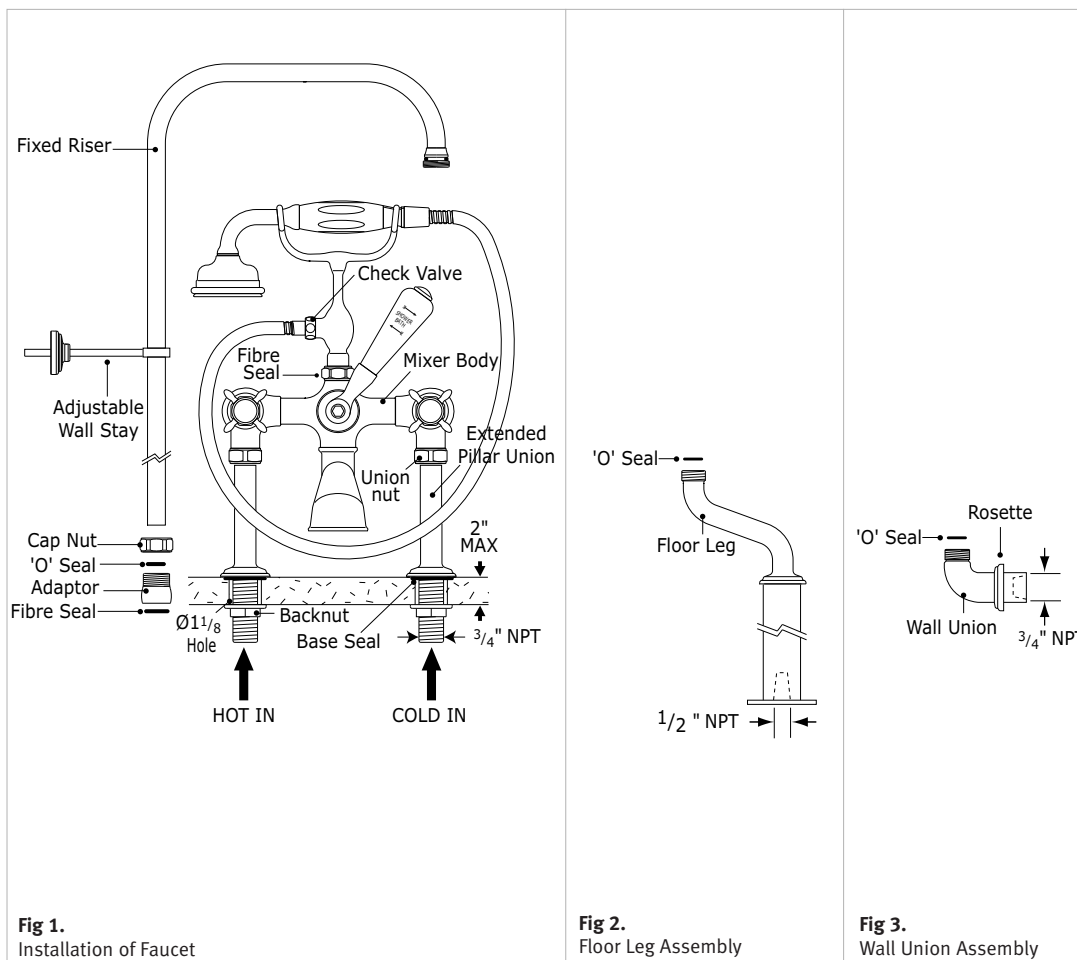 Fixed Riser
Check Valve
SHOWER
BATH
Fibre
Seal
Mixer Body
Adjustable
Wall Stay
Extended
Pillar Union
Union
nut
2"
MAX
Cap Nut
'O' Seal
Adaptor
Fibre Seal
Ø1 1/8
Hole
Backnut
Base Seal
3/4" NPT
HOT IN
COLD IN
Fig 1.
Installation of Faucet
'O' Seal
Floor Leg
1/2 " NPT
Fig 2.
Floor Leg Assembly
Rosette
'O' Seal
Wall Union
3/4" NPT
Fig 3.
Wall Union Assembly